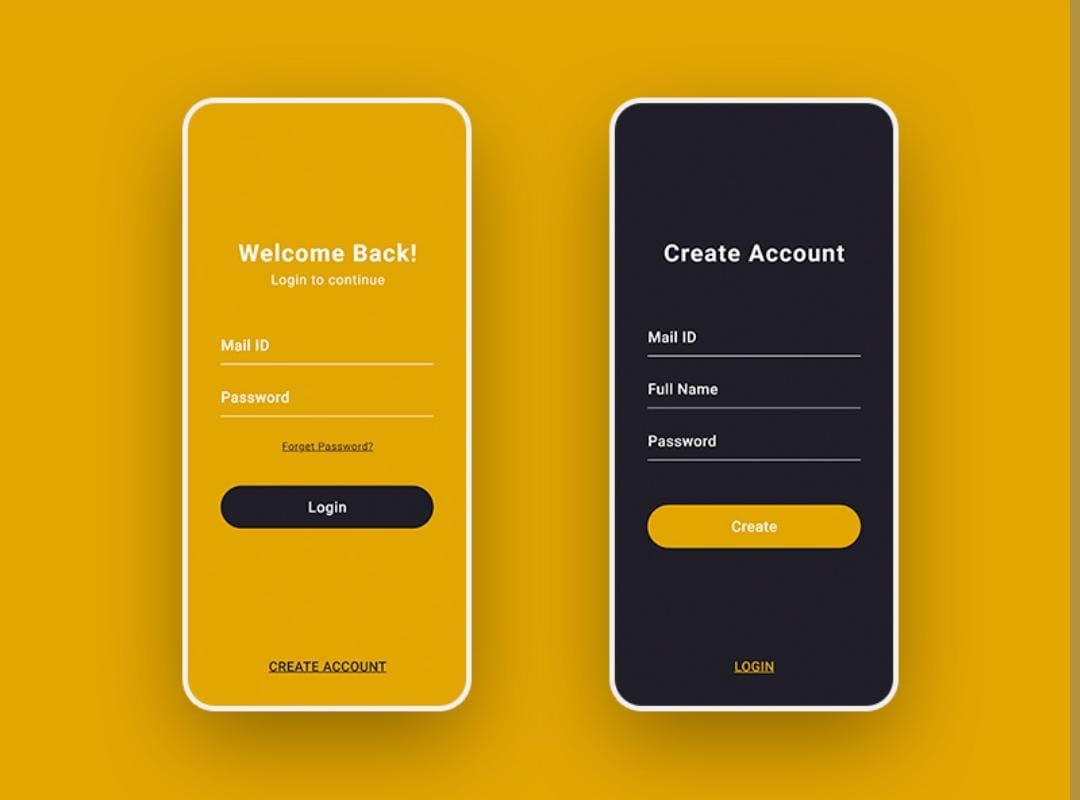 Welcome Back!
Login to continue
Mail ID
Password
Forget Password?
Login
CREATE ACCOUNT
Create Account
Mail ID
Full Name
Password
Create
LOGIN